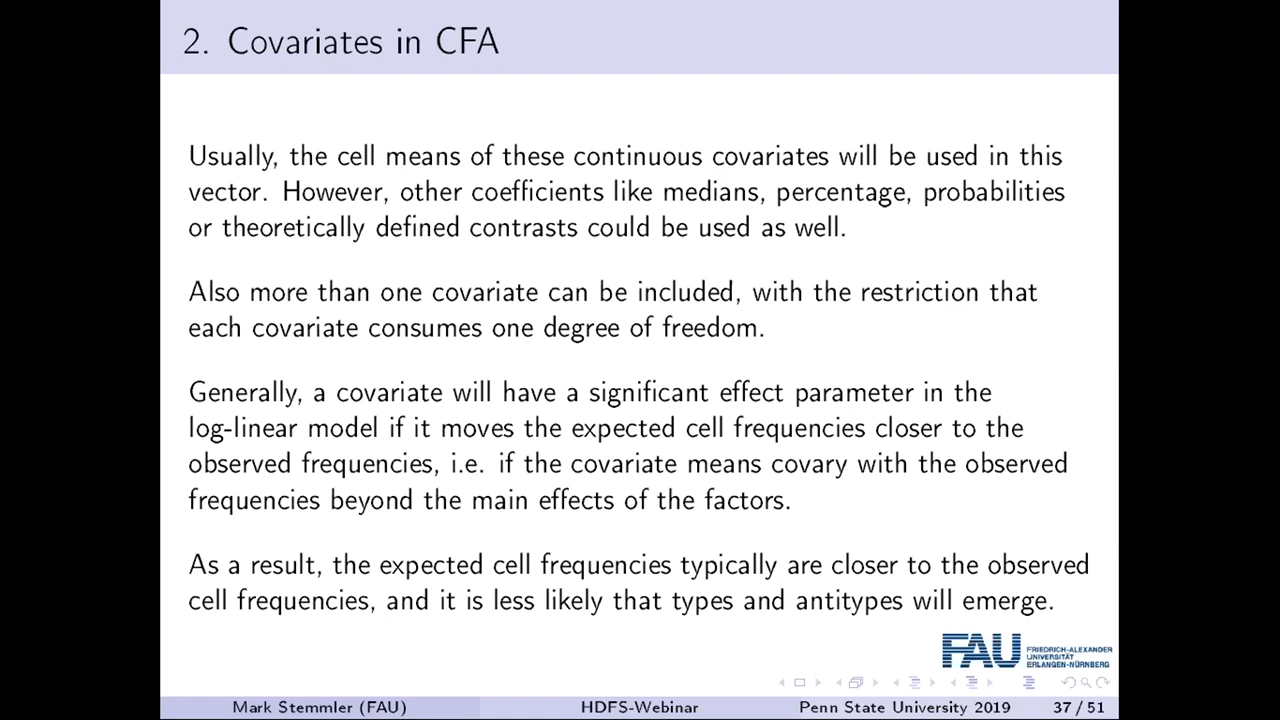 2. Covariates in CFA
Usually, the cell means of these continuous covariates will be used in this
vector. However, other coefficients like medians, percentage, probabilities
or theoretically defined contrasts could be used as well.
Also more than one covariate can be included, with the restriction that
each covariate consumes one degree of freedom.
Generally, a covariate will have a significant effect parameter in the
log-linear model if it moves the expected cell frequencies closer to the
observed frequencies, i.e. if the covariate means covary with the observed
frequencies beyond the main effects of the factors.
As a result, the expected cell frequencies typically are closer to the observed
cell frequencies, and it is less likely that types and antitypes will emerge.
FAU
FRIEDRICH-ALEXANDER
UNIVERSITÄT
ERLANGEN-NÜRNBERG
Mark Stemmler (FAU) HDFS-Webinar Penn State University 2019 37 / 51